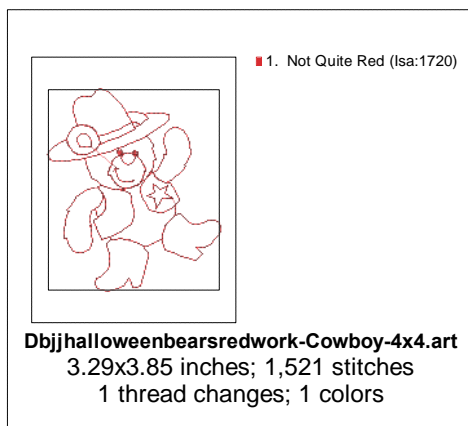 1. Not Quite Red (Isa:1720)
Dbjjhalloweenbearsredwork-Cowboy-4x4.art
3.29x3.85 inches; 1,521 stitches
1 thread changes; 1 colors